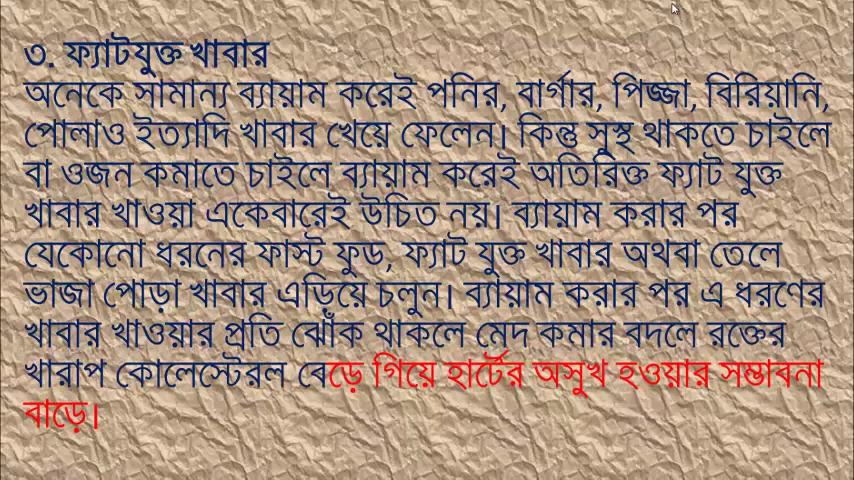 ৩. ফ্যাটযুক্ত খাবার
অনেকে সামান্য ব্যায়াম করেই পনির, বার্গার, পিজ্জা, বিরিয়ানি,
পোলাও ইত্যাদি খাবার খেয়ে ফেলেন। কিন্তু সুস্থ থাকতে চাইলে
বা ওজন কমাতে চাইলে ব্যায়াম করেই অতিরিক্ত ফ্যাট যুক্ত
খাবার খাওয়া একেবারেই উচিত নয়। ব্যায়াম করার পর
যেকোনো ধরনের ফাস্ট ফুড, ফ্যাট যুক্ত খাবার অথবা তেলে
ভাজা পোড়া খাবার এড়িয়ে চলুন। ব্যায়াম করার পর এ ধরণের
খাবার খাওয়ার প্রতি ঝোঁক থাকলে মেদ কমার বদলে রক্তের
খারাপ কোলেস্টেরল বেড়ে গিয়ে হার্টের অসুখ হওয়ার সম্ভাবনা
বাড়ে।